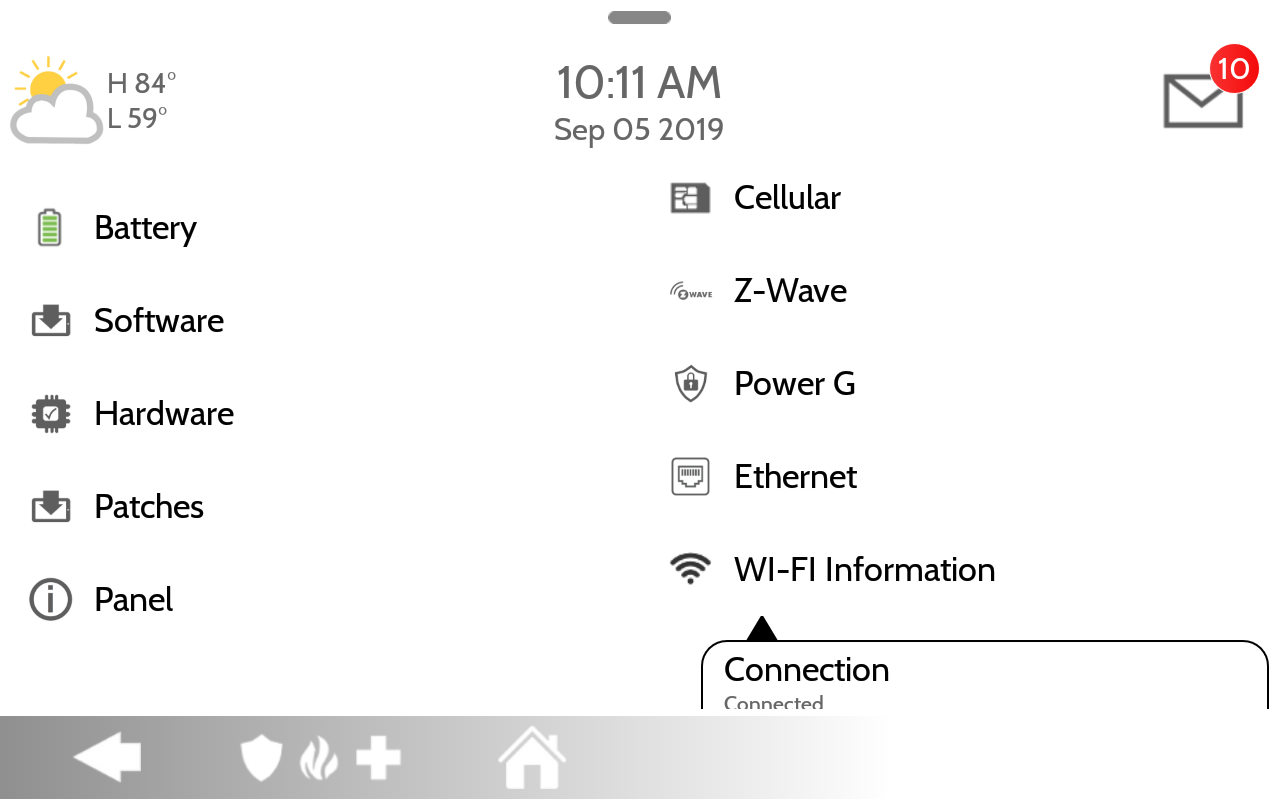 H 84°
L 59°
10:11 AM
Sep 05 2019
10
Battery
Software
Hardware
Patches
Panel
Cellular
Z WAVE
Z-Wave
Power G
Ethernet
WI-FI Information
Connection
Connected